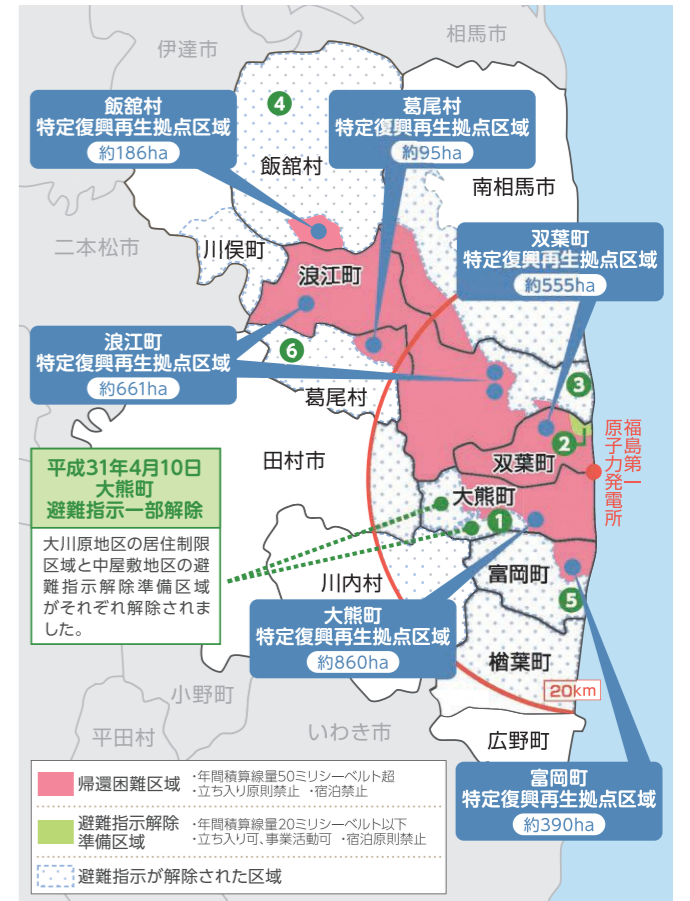 相馬市
伊達市
飯舘村
特定復興再生拠点区域
約186ha
4
葛尾村
特定復興再生拠点区域
約95ha
飯舘村
南相馬市
二本松市
川俣町
双葉町
特定復興再生拠点区域
約555ha
浪江町
浪江町
特定復興再生拠点区域
約661ha
6
3
葛尾村
2
福島第一
原子力発電所
田村市
双葉町
平成31年4月10日
大熊町
避難指示一部解除
大川原地区の居住制限
区域と中屋敷地区の避
難指示解除準備区域
がそれぞれ解除されま
した。
大熊町
1
川内村
富岡町
5
大熊町
特定復興再生拠点区域
約860ha
楢葉町
20km
小野町
平田村
いわき市
広野町
富岡町
特定復興再生拠点区域
約390ha
帰還困難区域
・年間積算線量50ミリシーベルト超
・立ち入り原則禁止 ・宿泊禁止
避難指示解除
準備区域
・年間積算線量20ミリシーベルト以下
・立ち入り可、事業活動可 ・宿泊原則禁止
避難指示が解除された区域